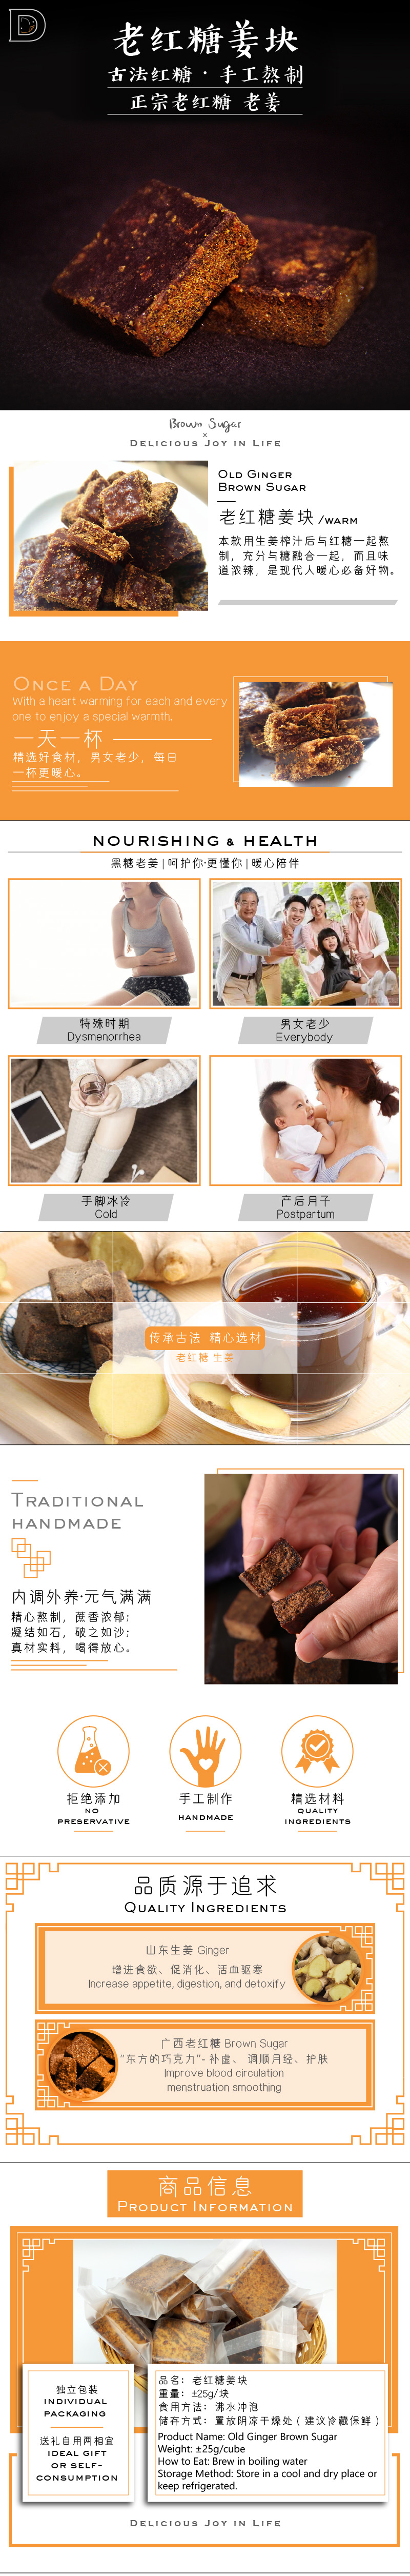 D
老红糖姜块
古法红糖·手工熬制
正宗老红糖 老姜
Brown Sugar
×
DELICIOUS JOY IN LIFE
OLD GINGER
BROWN SUGAR
老红糖姜块 /WARM
本款用生姜榨汁后与红糖一起熬
制，充分与糖融合一起，而且味
道浓辣，是现代人暖心必备好物。
ONCE A DAY
With a heart warming for each and every
one to enjoy a special warmth.
一天一杯
精选好食材，男女老少，每日
一杯更暖心。
NOURISHING & HEALTH
黑糖老姜|呵护你·更懂你|暖心陪伴
特殊时期
Dysmenorrhea
男女老少
Everybody
手脚冰冷
Cold
产后月子
Postpartum
传承古法 精心选材
老红糖 生姜
TRADITIONAL
HANDMADE
内调外养·元气满满
精心熬制，蔗香浓郁；
凝结如石，破之如沙；
真材实料，喝得放心。
拒绝添加
NO
PRESERVATIVE
手工制作
HANDMADE
精选材料
QUALITY
INGREDIENTS
品质源于追求
QUALITY INGREDIENTS
山东生姜 Ginger
增进食欲、促消化、活血驱寒
Increase appetite, digestion, and detoxify
广西老红糖 Brown Sugar
“东方的巧克力”- 补虚、 调顺月经、护肤
Improve blood circulation
menstruation smoothing
商品信息
PRODUCT INFORMATION
独立包装
INDIVIDUAL
PACKAGING
送礼自用两相宜
IDEAL GIFT
OR SELF-
CONSUMPTION
品名：老红糖姜块
重量：±25g/块
食用方法：沸水冲泡
储存方式：置放阴凉干燥处（建议冷藏保鲜）
Product Name: Old Ginger Brown Sugar
Weight: ±25g/cube
How to Eat: Brew in boiling water
Storage Method: Store in a cool and dry place or
keep refrigerated.
DELICIOUS JOY IN LIFE